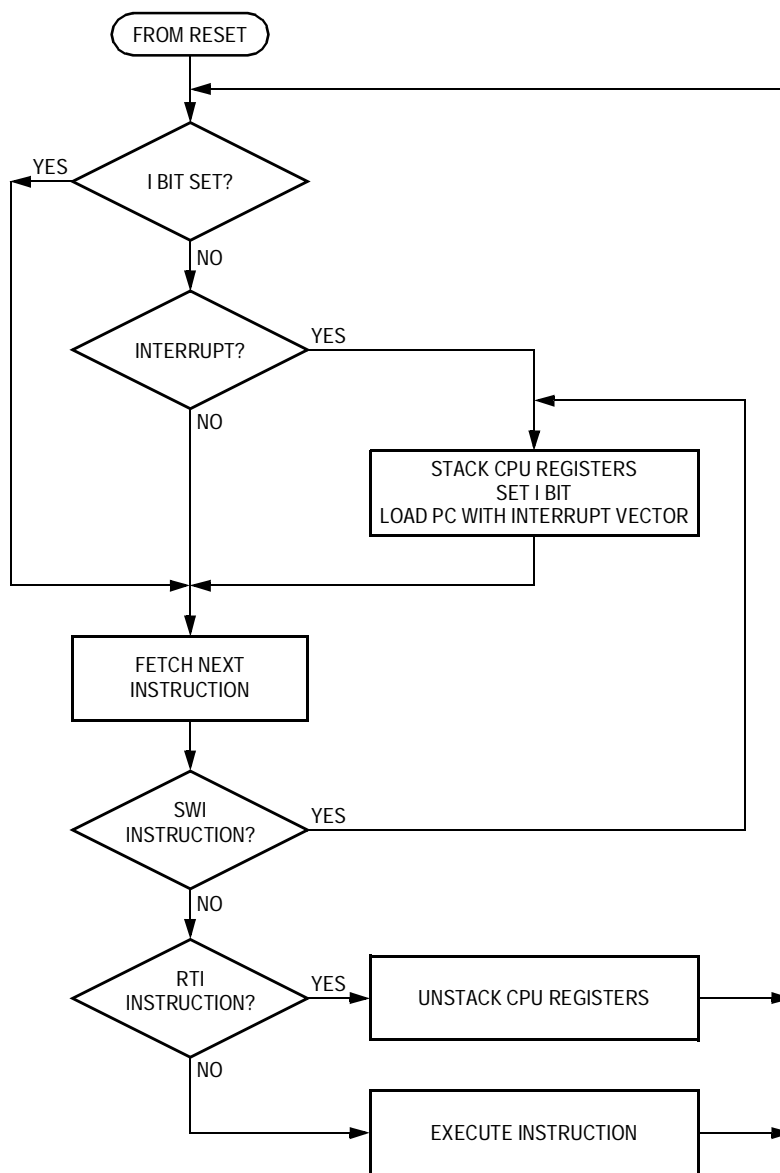 FROM RESET
YES
I BIT SET?
NO
INTERRUPT?
YES
NO
STACK CPU REGISTERS
SET I BIT
LOAD PC WITH INTERRUPT VECTOR
FETCH NEXT
INSTRUCTION
SWI
INSTRUCTION?
YES
NO
RTI
INSTRUCTION?
YES
UNSTACK CPU REGISTERS
NO
EXECUTE INSTRUCTION